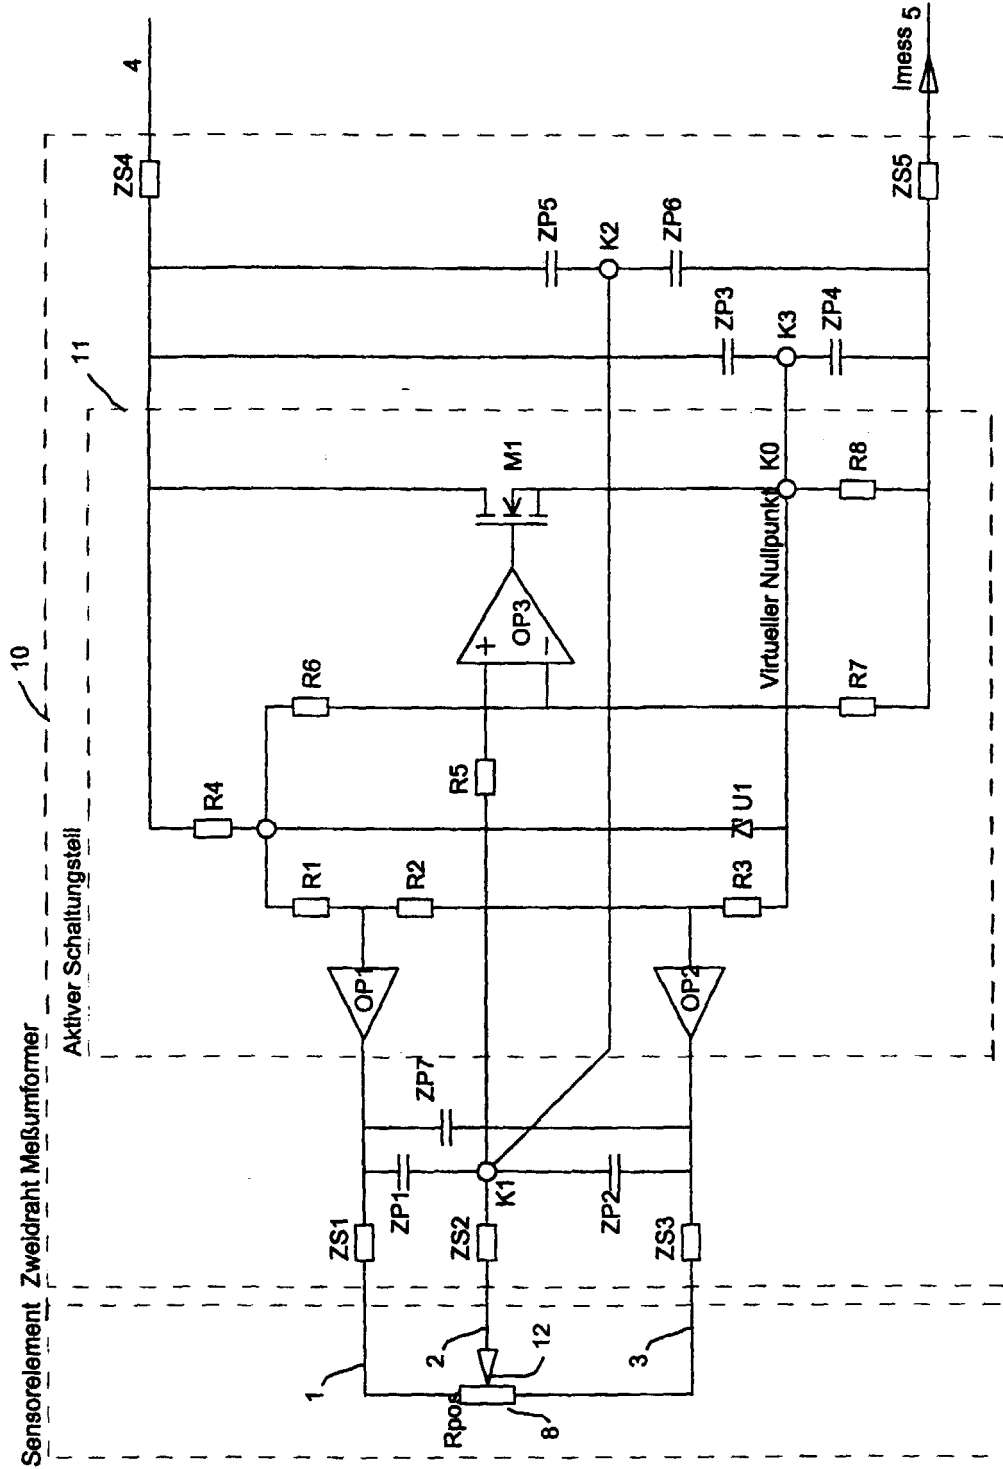 Sensorelement Zweidraht Meßumformer
10
Aktiver Schaltungsteil
11
4
Imess 5
ZS4
ZS5
ZP5
K2
ZP6
ZP3
K3
ZP4
R4
R6
M1
OP3
+
−
R5
R1
R2
U1
R3
Virtueller Nullpunkt K0
R7
R8
OP1
OP2
ZP7
ZP1
K1
ZP2
ZS1
ZS2
ZS3
1
2
12
3
Rpos
8